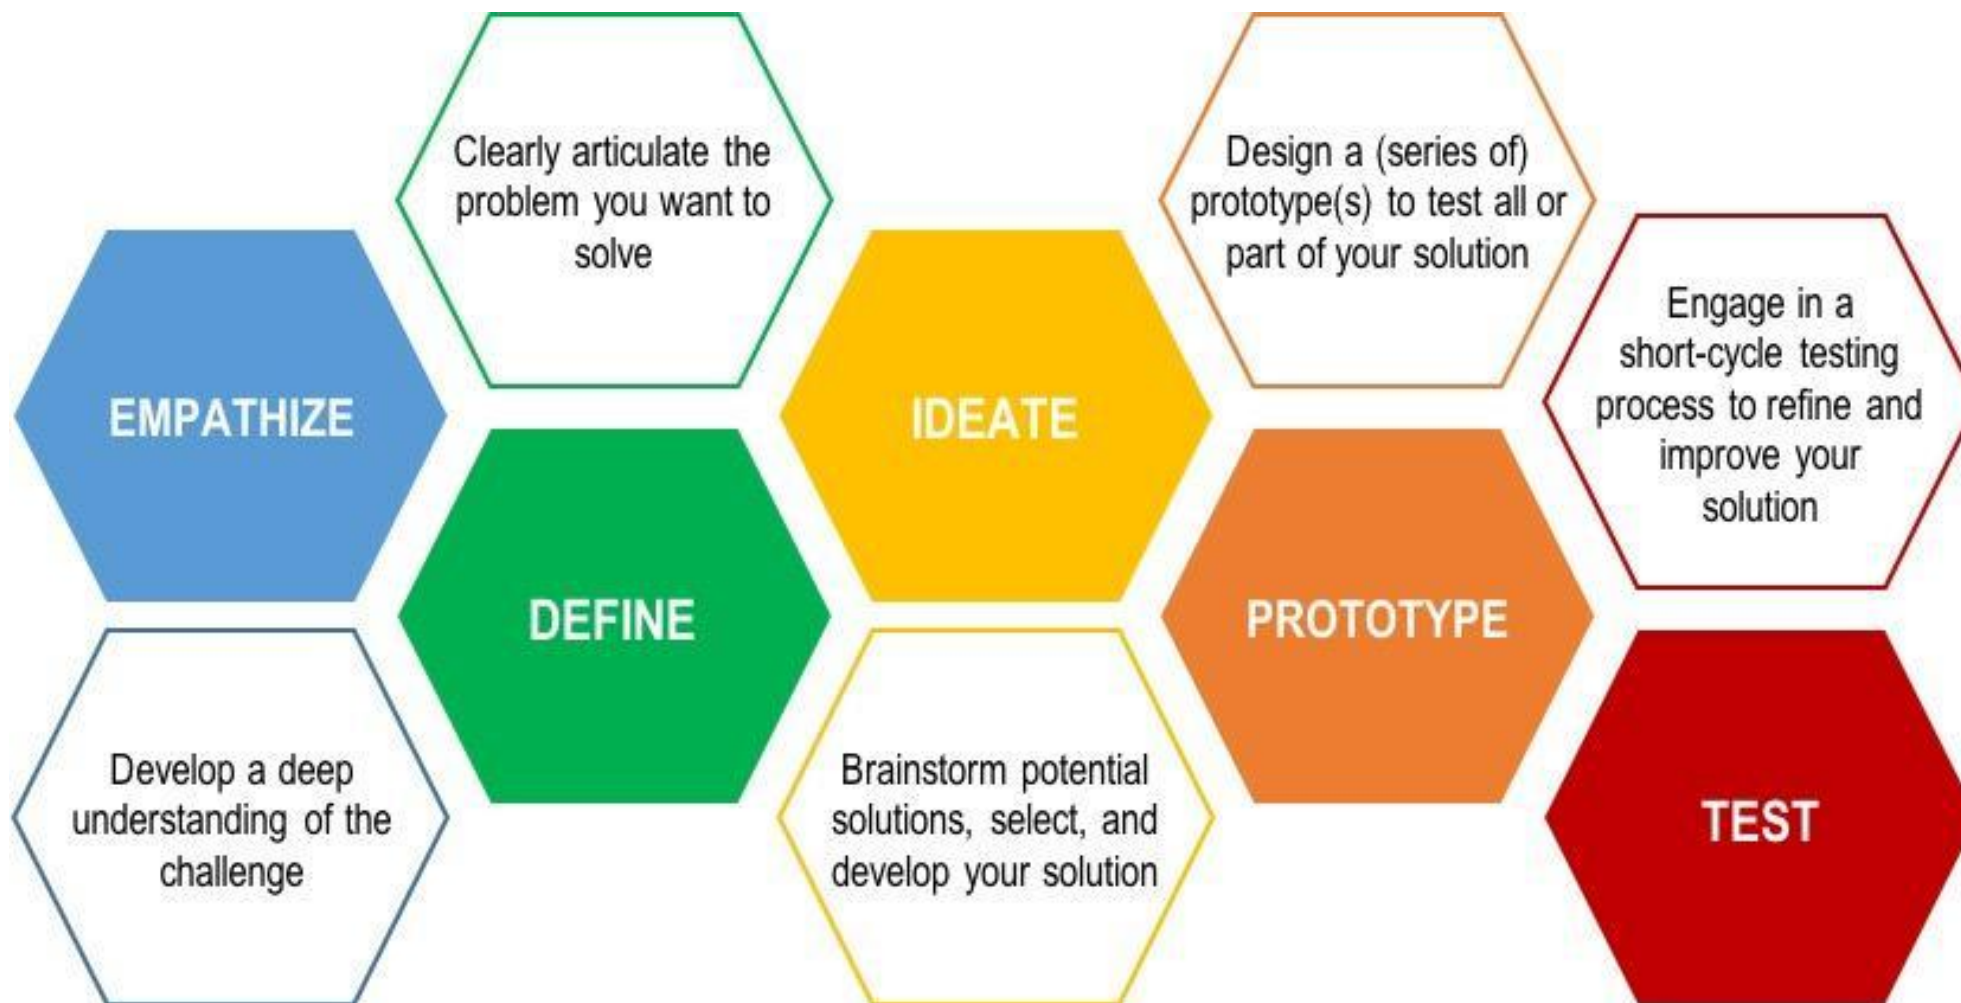 EMPATHIZE
Develop a deep
understanding of the
challenge
Clearly articulate the
problem you want to
solve
DEFINE
IDEATE
Brainstorm potential
solutions, select, and
develop your solution
Design a (series of)
prototype(s) to test all or
part of your solution
PROTOTYPE
Engage in a
short-cycle testing
process to refine and
improve your
solution
TEST